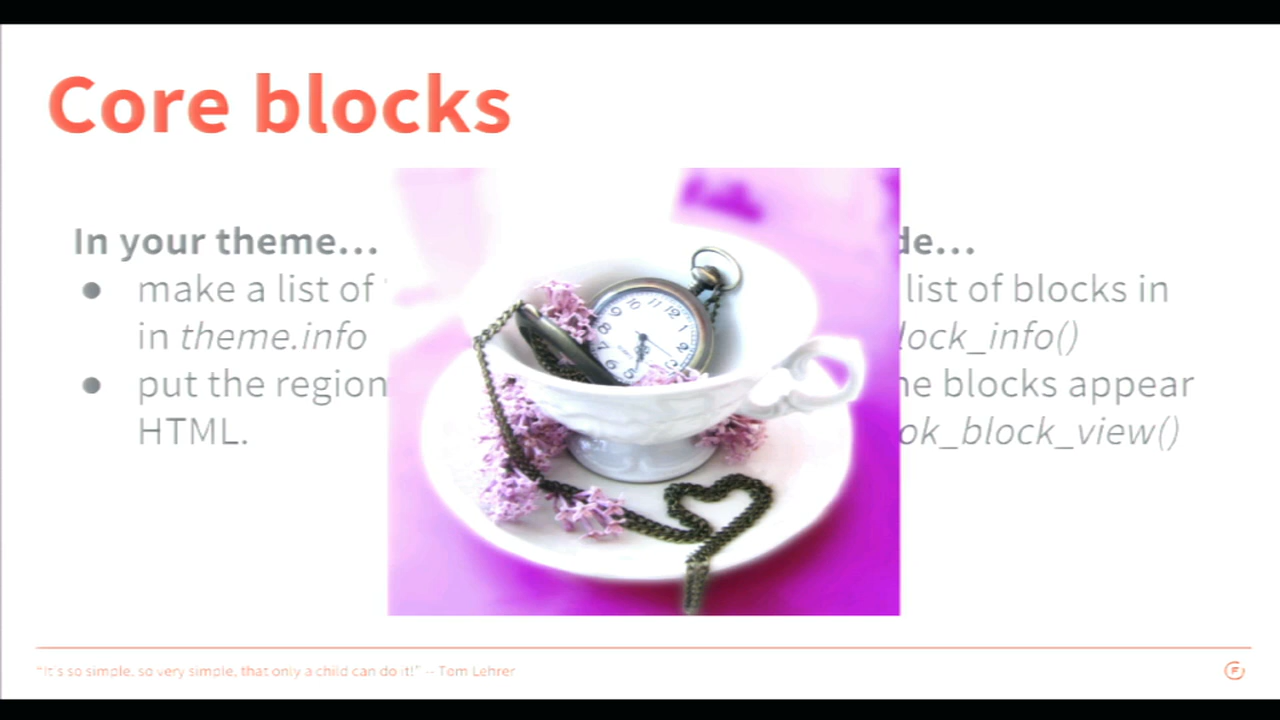 Core blocks
In your theme…
● make a list of
in theme.info
● put the region
HTML.
de…
list of blocks in
lock_info()
he blocks appear
ok_block_view()
"It's so simple, so very simple, that only a child can do it!" -- Tom Lehrer
F